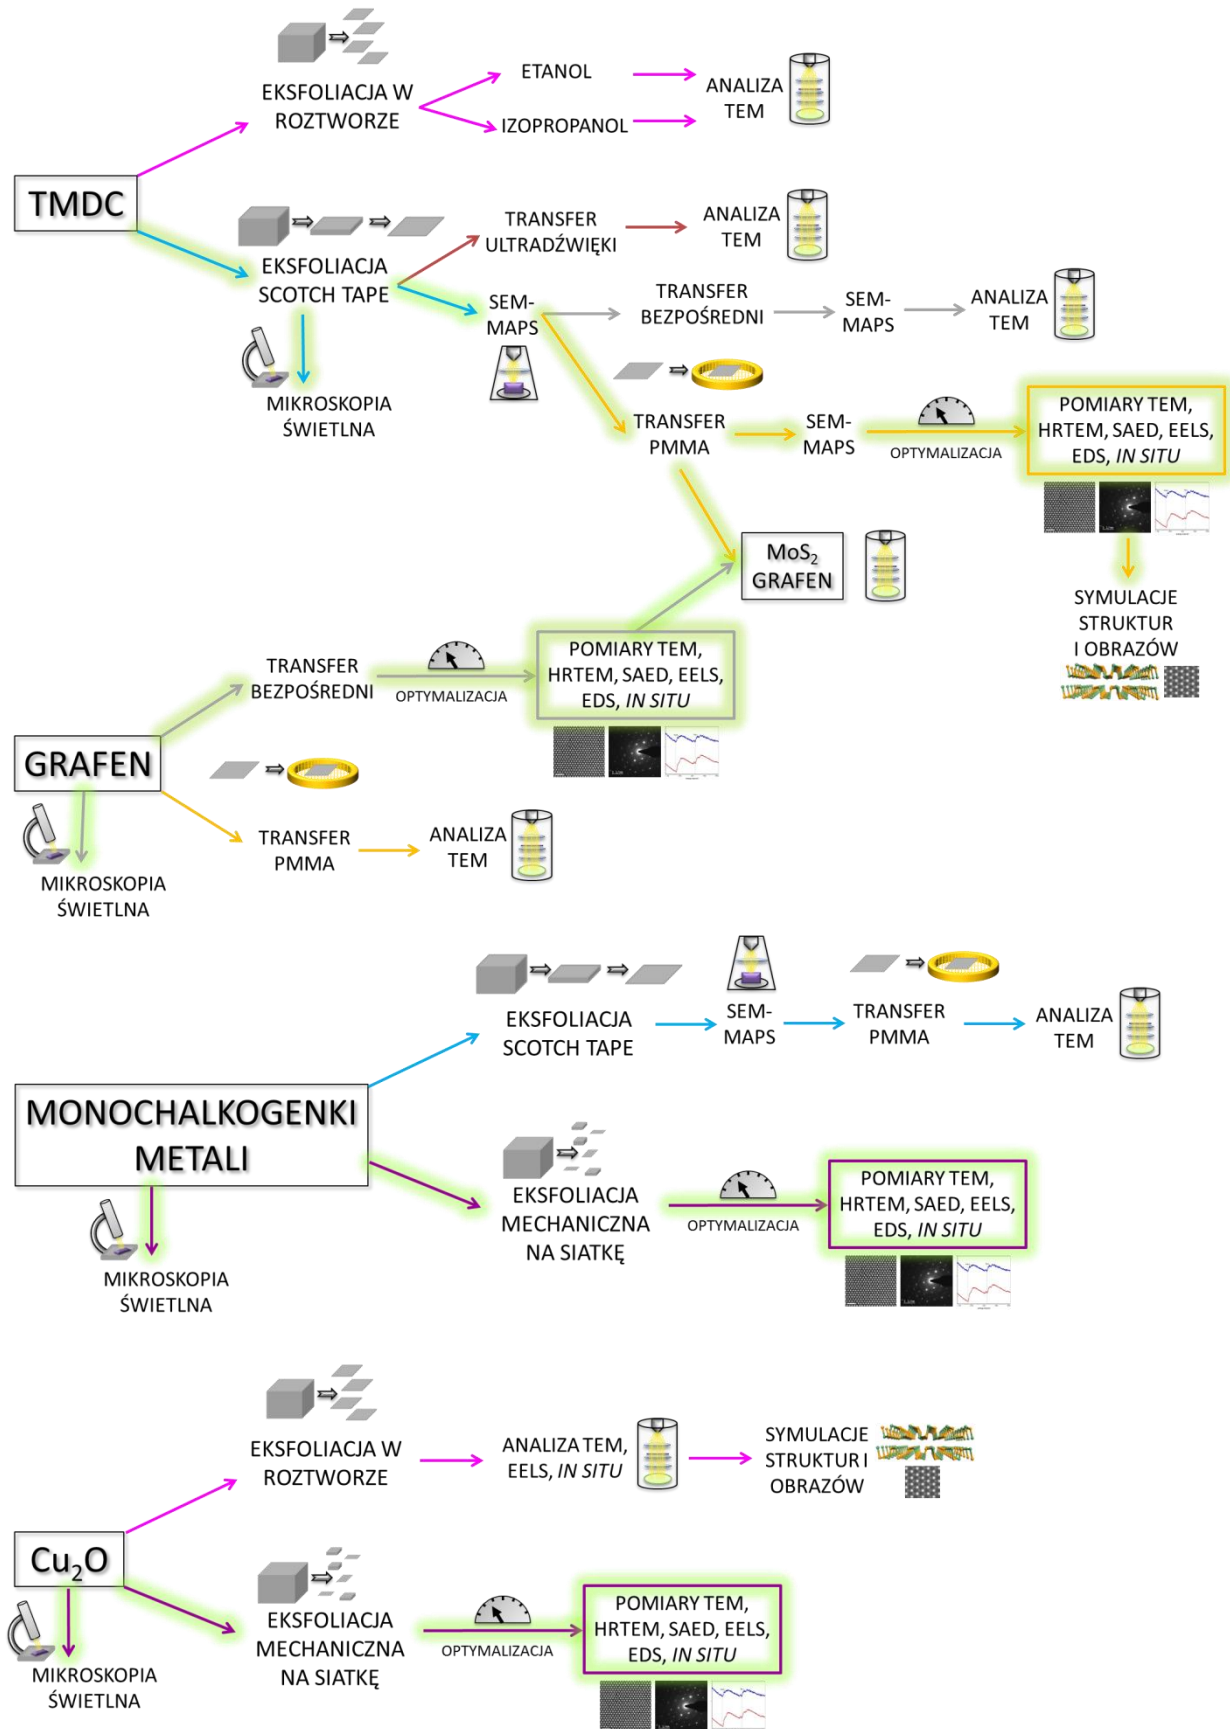 EKSFOLIACJA W
ROZTWORZE
ETANOL
IZOPROPANOL
ANALIZA
TEM
TMDC
EKSFOLIACJA
SCOTCH TAPE
TRANSFER
ULTRADŹWIĘKI
ANALIZA
TEM
SEM-
MAPS
TRANSFER
BEZPOŚREDNI
SEM-
MAPS
ANALIZA
TEM
MIKROSKOPIA
ŚWIETLNA
TRANSFER
PMMA
SEM-
MAPS
OPTYMALIZACJA
POMIARY TEM,
HRTEM, SAED, EELS,
EDS, IN SITU
MoS₂
GRAFEN
SYMULACJE
STRUKTUR
I OBRAZÓW
TRANSFER
BEZPOŚREDNI
OPTYMALIZACJA
POMIARY TEM,
HRTEM, SAED, EELS,
EDS, IN SITU
GRAFEN
TRANSFER
PMMA
ANALIZA
TEM
MIKROSKOPIA
ŚWIETLNA
EKSFOLIACJA
SCOTCH TAPE
SEM-
MAPS
TRANSFER
PMMA
ANALIZA
TEM
MONOCHALKOGENKI
METALI
EKSFOLIACJA
MECHANICZNA
NA SIATKĘ
OPTYMALIZACJA
POMIARY TEM,
HRTEM, SAED, EELS,
EDS, IN SITU
MIKROSKOPIA
ŚWIETLNA
EKSFOLIACJA W
ROZTWORZE
ANALIZA TEM,
EELS, IN SITU
SYMULACJE
STRUKTUR I
OBRAZÓW
Cu₂O
EKSFOLIACJA
MECHANICZNA
NA SIATKĘ
OPTYMALIZACJA
POMIARY TEM,
HRTEM, SAED, EELS,
EDS, IN SITU
MIKROSKOPIA
ŚWIETLNA